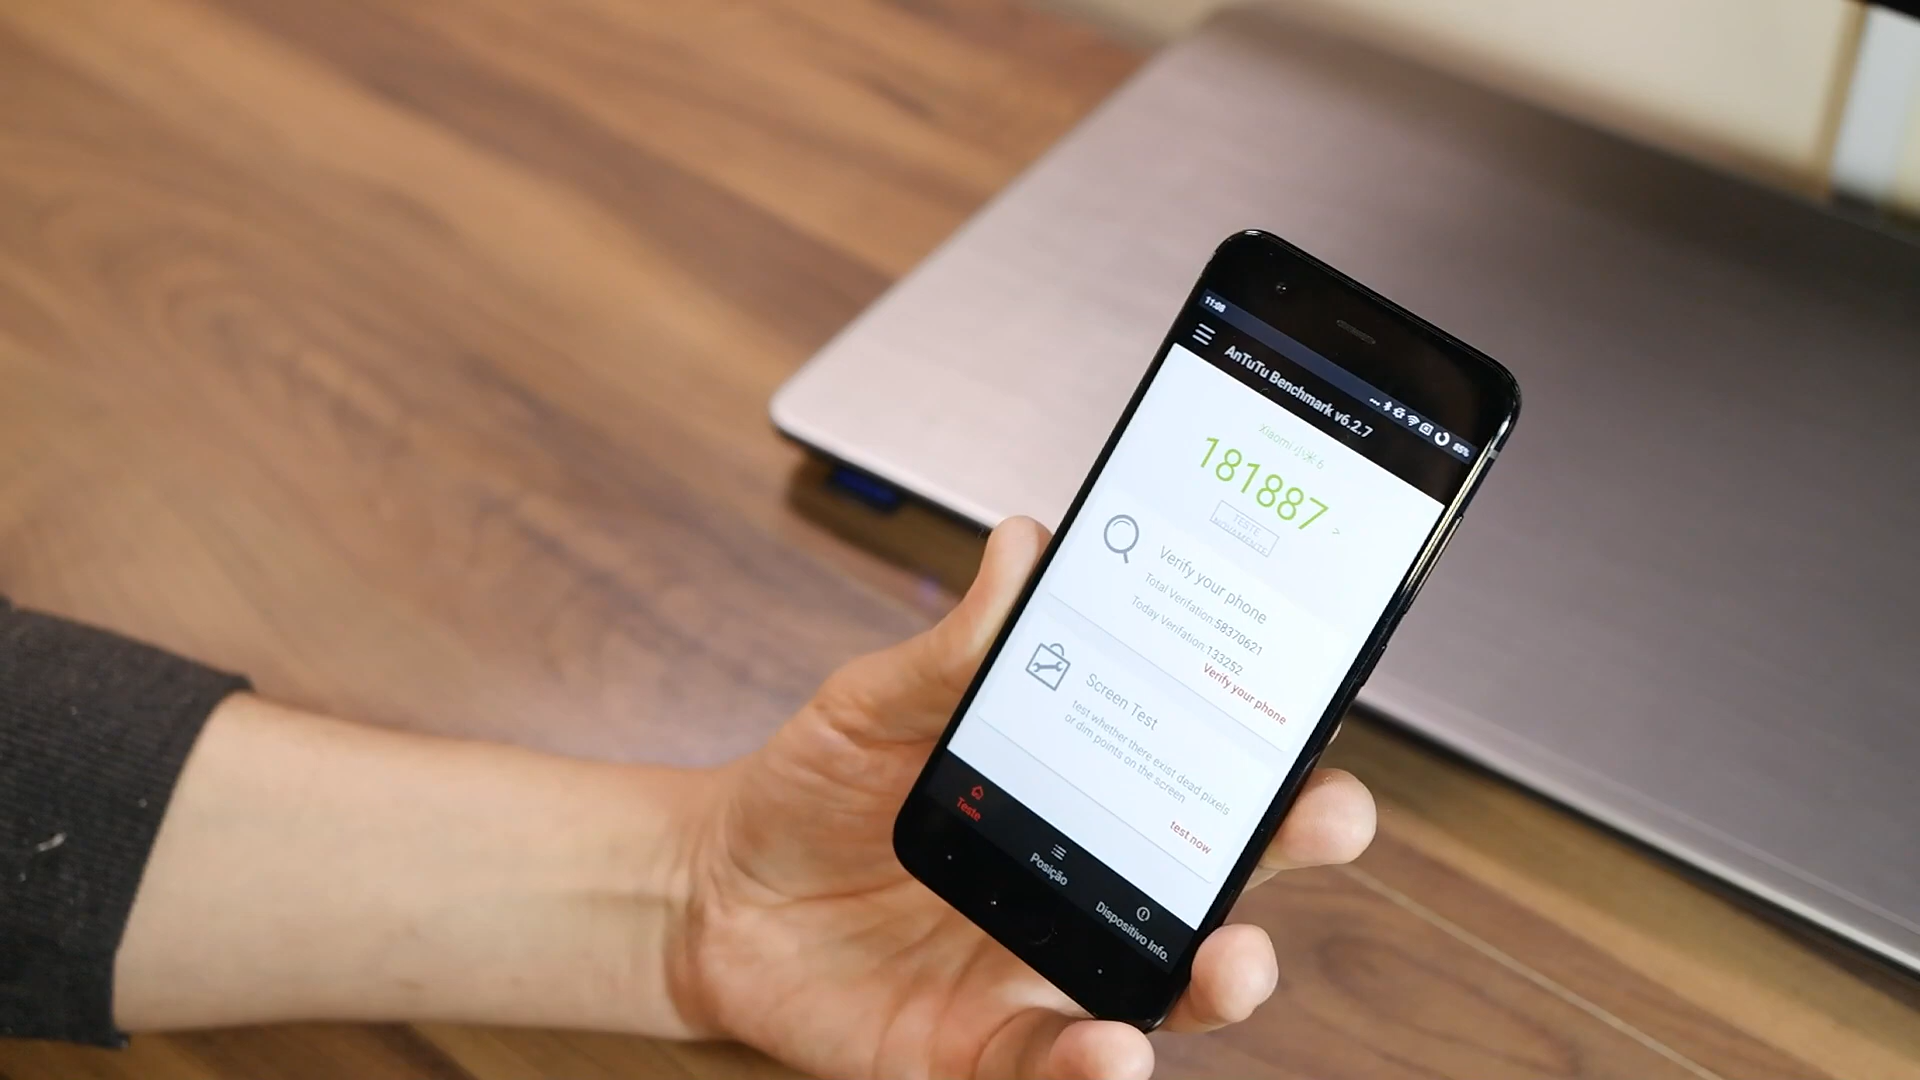 11:08
85%
AnTuTu Benchmark v6.2.7
Xiaomi 小米 6
181887 >
TESTE
NOVAMENTE
Verify your phone
Total Verifation:58370621
Today Verifation:133252
Verify your phone
Screen Test
test whether there exist dead pixels
or dim points on the screen
test now
Teste
Posição
Dispositivo Info.